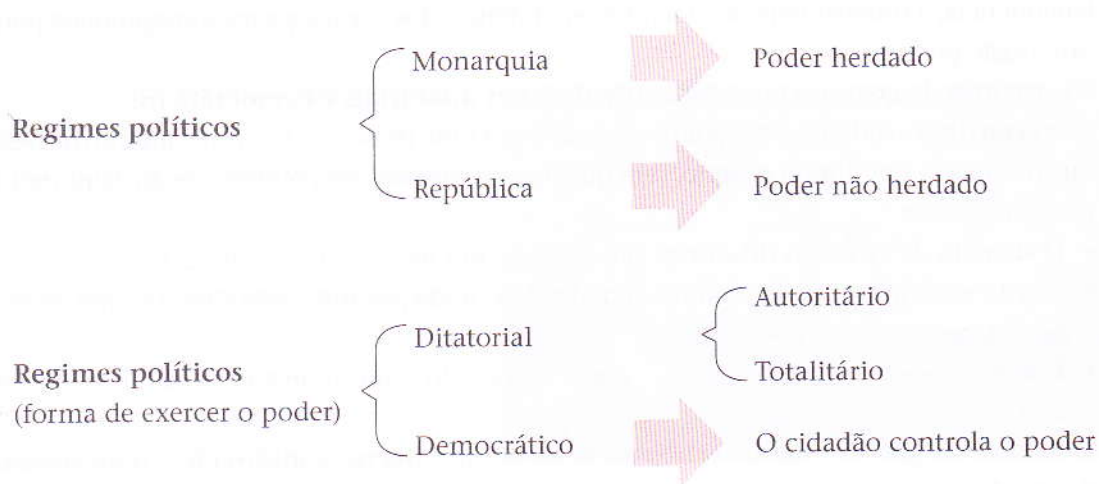 Monarquia
Poder herdado
Regimes políticos
República
Poder não herdado
Autoritário
Ditatorial
Regimes políticos
Totalitário
(forma de exercer o poder)
Democrático
O cidadão controla o poder